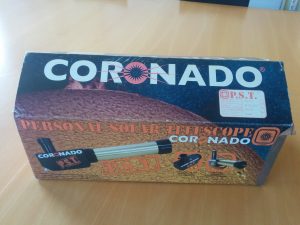 CORONADO®
P.S.T.
PERSONAL SOLAR TELESCOPE
CORONADO
CORONADO
P.S.T.